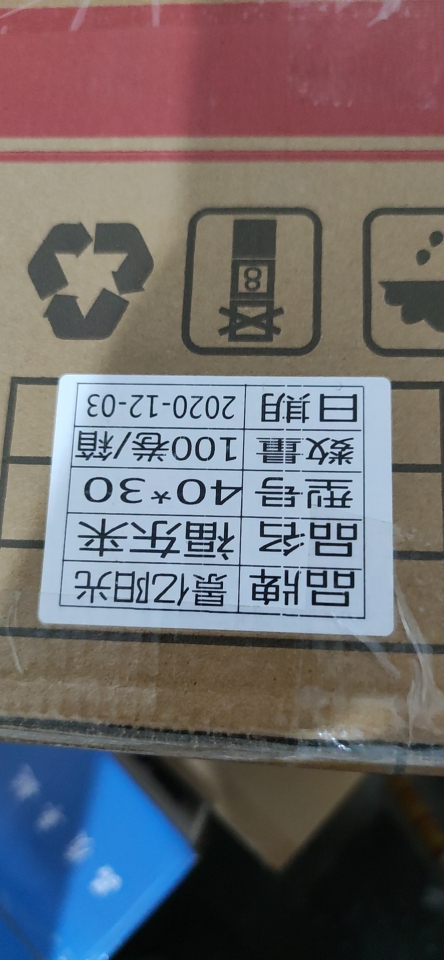 品牌 景亿阳光
品名 福东来
型号 40*30
数量 100卷/箱
日期 2020-12-03
8